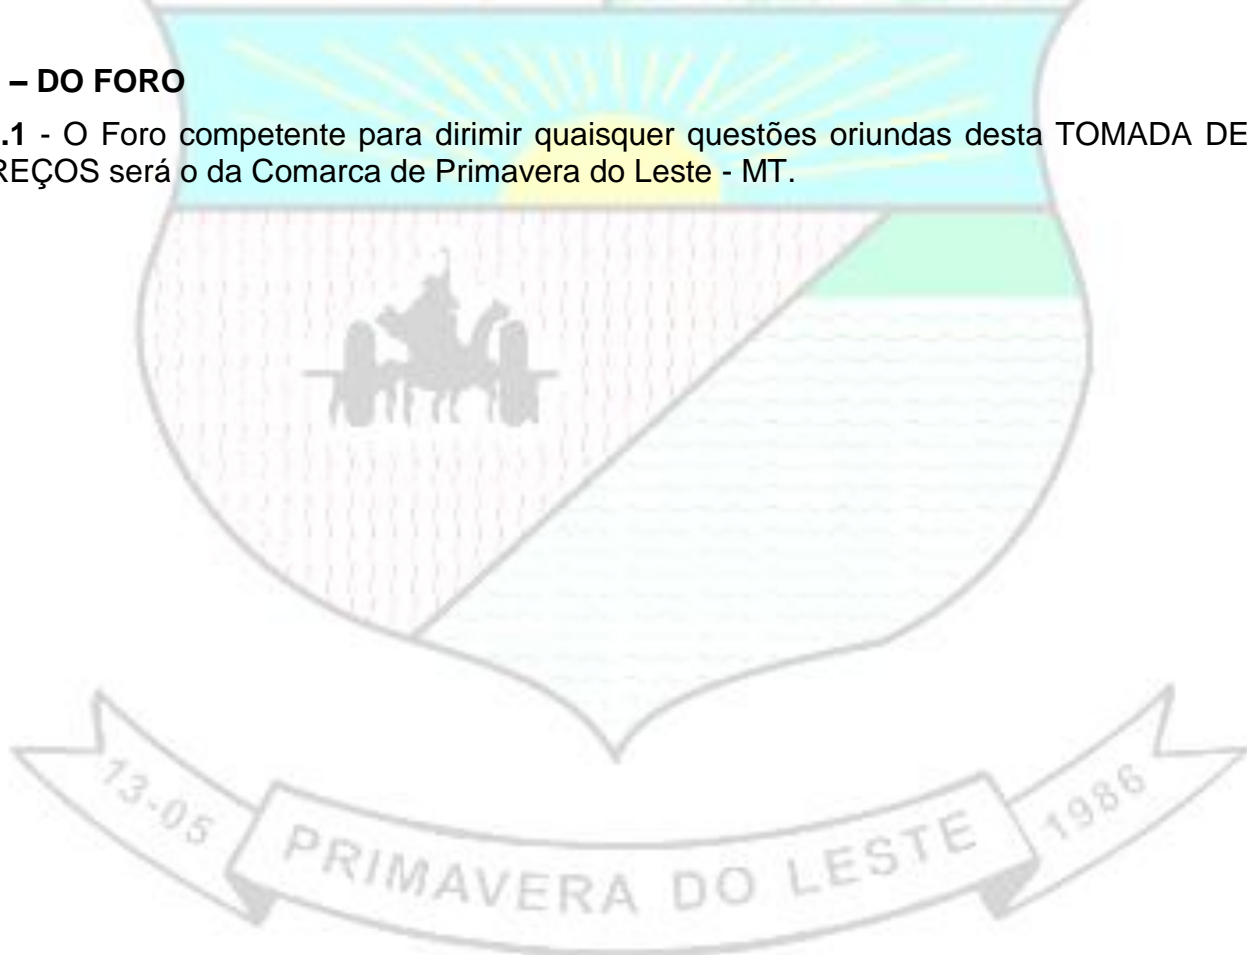 – DO FORO
.1 - O Foro competente para dirimir quaisquer questões oriundas desta TOMADA DE
REÇOS será o da Comarca de Primavera do Leste - MT.
13-05
PRIMAVERA DO LESTE
1986